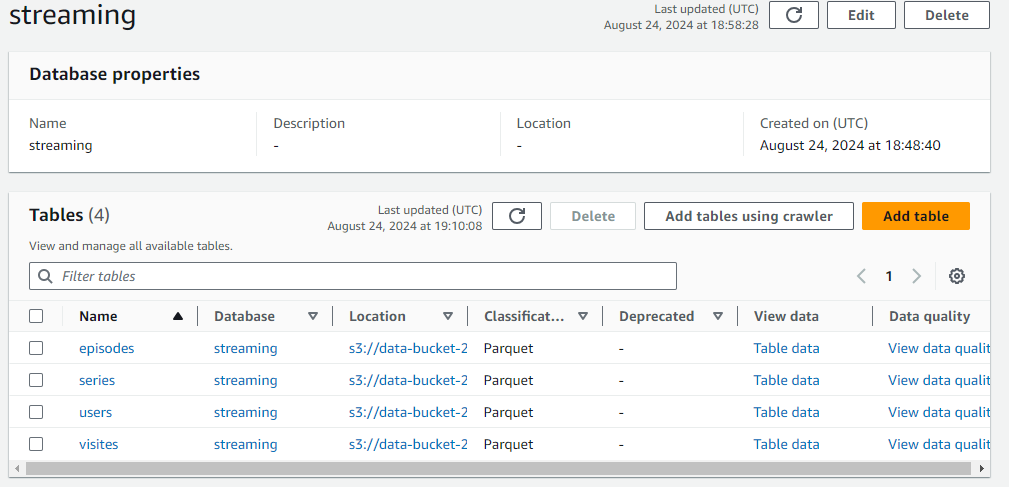 streaming
Last updated (UTC)
August 24, 2024 at 18:58:28
Edit
Delete
Database properties
Name
streaming
Description
-
Location
-
Created on (UTC)
August 24, 2024 at 18:48:40
Tables (4)
Last updated (UTC)
August 24, 2024 at 19:10:08
Delete
Add tables using crawler
Add table
View and manage all available tables.
Filter tables
1
Name Database Location Classificat... Deprecated View data Data quality
episodes streaming s3://data-bucket-2 Parquet - Table data View data qualit
series streaming s3://data-bucket-2 Parquet - Table data View data qualit
users streaming s3://data-bucket-2 Parquet - Table data View data qualit
visites streaming s3://data-bucket-2 Parquet - Table data View data qualit